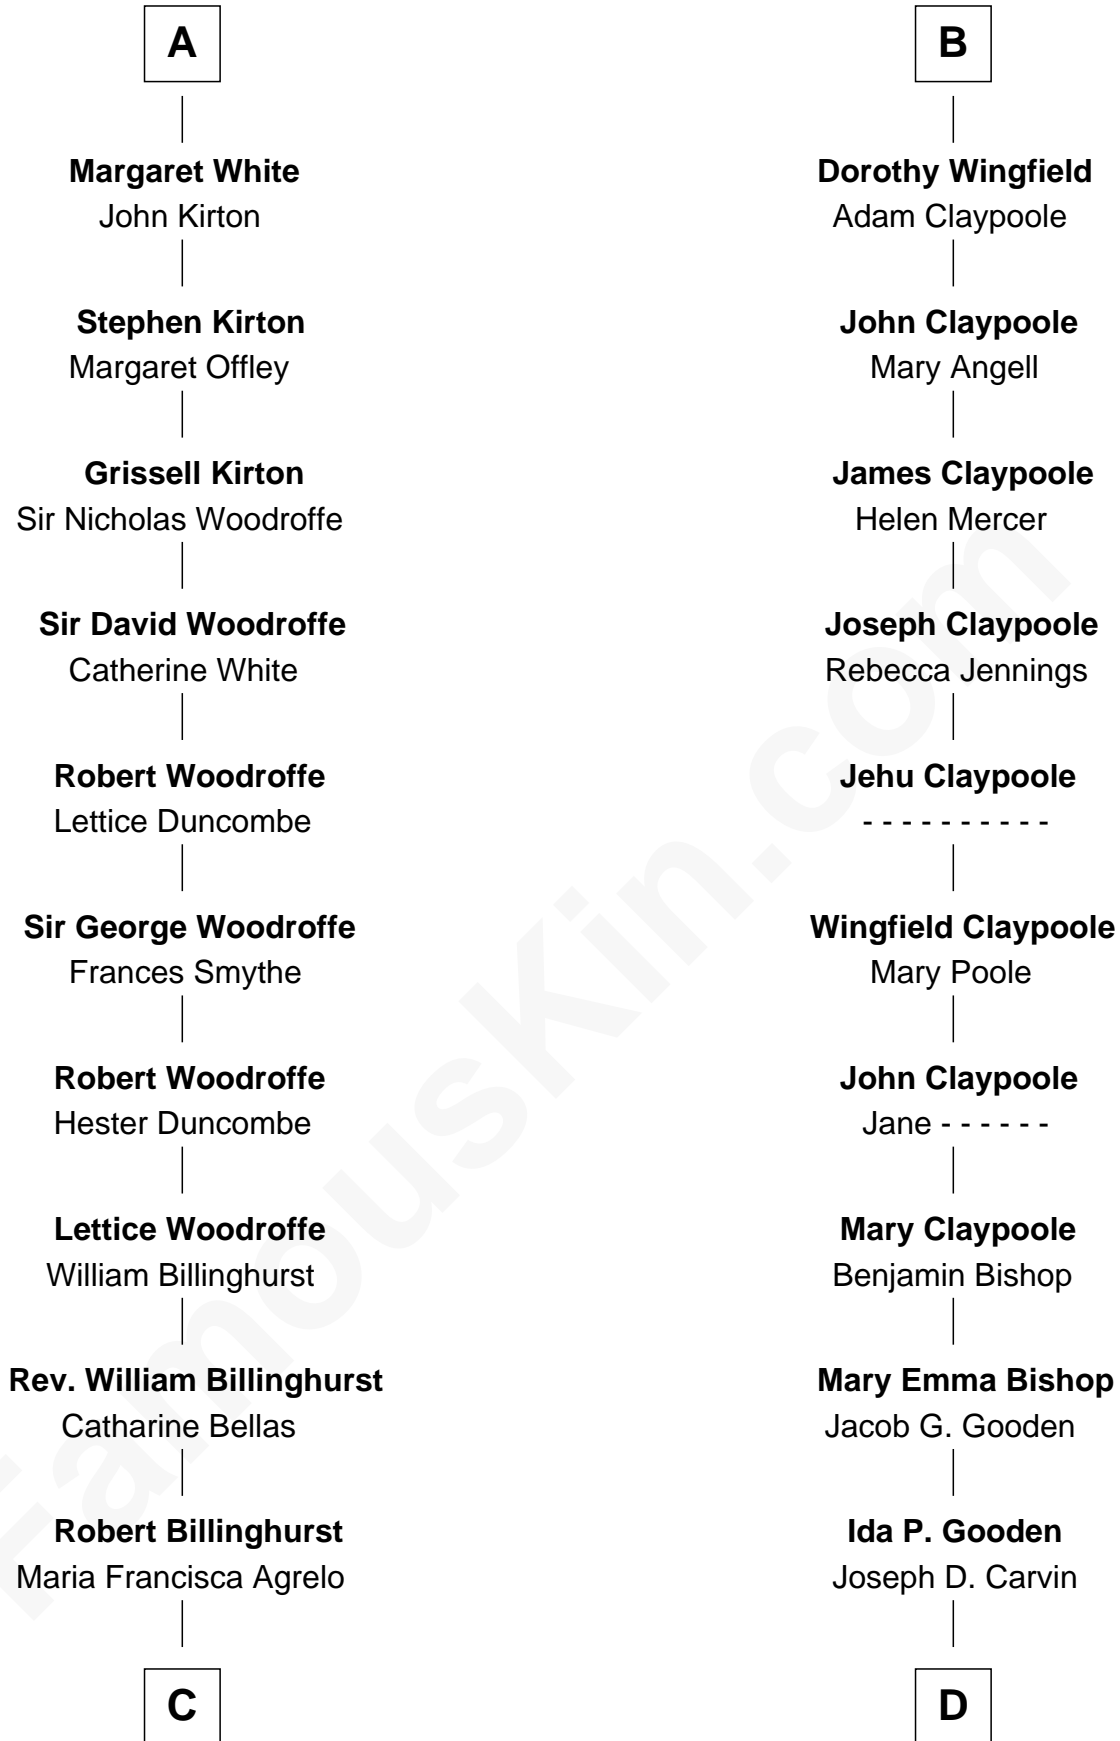 A
Margaret White
John Kirton
Stephen Kirton
Margaret Offley
Grissell Kirton
Sir Nicholas Woodroffe
Sir David Woodroffe
Catherine White
Robert Woodroffe
Lettice Duncombe
Sir George Woodroffe
Frances Smythe
Robert Woodroffe
Hester Duncombe
Lettice Woodroffe
William Billinghurst
Rev. William Billinghurst
Catharine Bellas
Robert Billinghurst
Maria Francisca Agrelo
C
B
Dorothy Wingfield
Adam Claypoole
John Claypoole
Mary Angell
James Claypoole
Helen Mercer
Joseph Claypoole
Rebecca Jennings
Jehu Claypoole
- - - - - - - - - -
Wingfield Claypoole
Mary Poole
John Claypoole
Jane - - - - - -
Mary Claypoole
Benjamin Bishop
Mary Emma Bishop
Jacob G. Gooden
Ida P. Gooden
Joseph D. Carvin
D
FamousKin.com